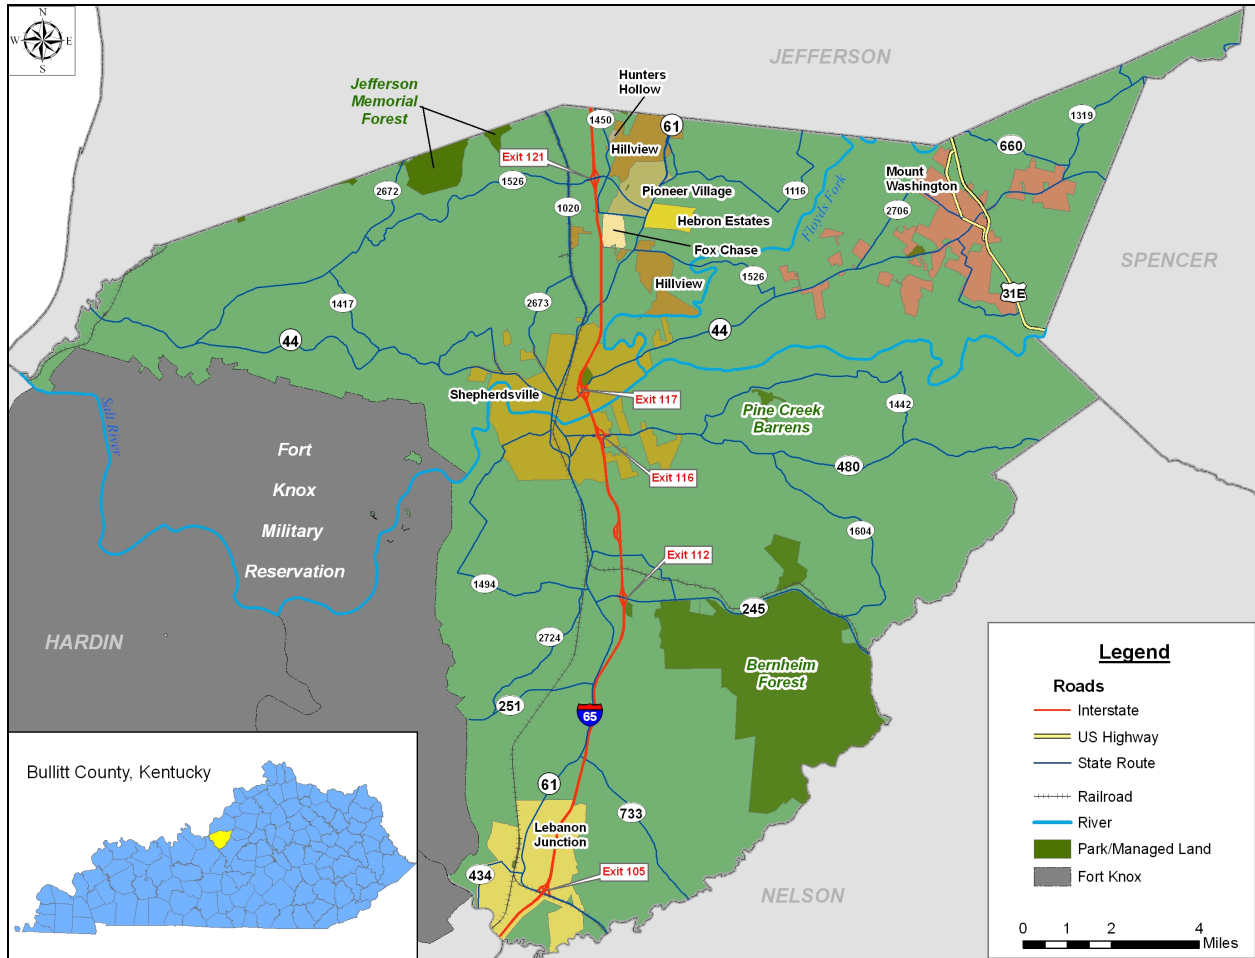 N
W E
S
JEFFERSON
Jefferson
Memorial
Forest
Hunters
Hollow
1450
61
Hillview
Exit 121
1319
660
Mount
Washington
2672
1526
1020
Pioneer Village
1116
2706
Hebron Estates
Floyds Fork
Fox Chase
SPENCER
1526
Hillview
31E
1417
2673
44
44
Shepherdsville
Exit 117
1442
Pine Creek
Barrens
Salt River
Fort
Knox
Military
Reservation
480
Exit 116
1604
Exit 112
1494
245
2724
HARDIN
Bernheim
Forest
251
65
61
733
Lebanon
Junction
434
Exit 105
NELSON
Bullitt County, Kentucky
Legend
Roads
Interstate
US Highway
State Route
Railroad
River
Park/Managed Land
Fort Knox
0 1 2 4
Miles